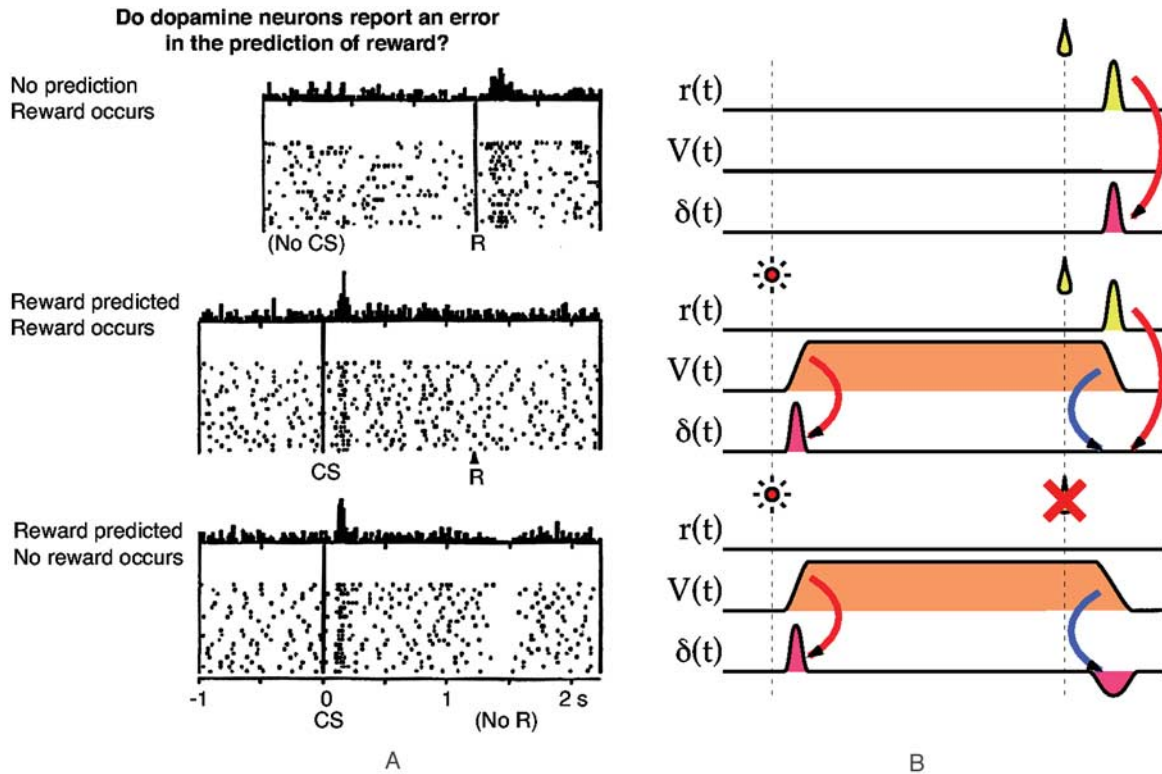 Do dopamine neurons report an error
in the prediction of reward?
No prediction
Reward occurs
(No CS)
R
Reward predicted
Reward occurs
CS
R
Reward predicted
No reward occurs
-1
0
1
2 s
CS
(No R)
A
r(t)
V(t)
δ(t)
r(t)
V(t)
δ(t)
r(t)
V(t)
δ(t)
B